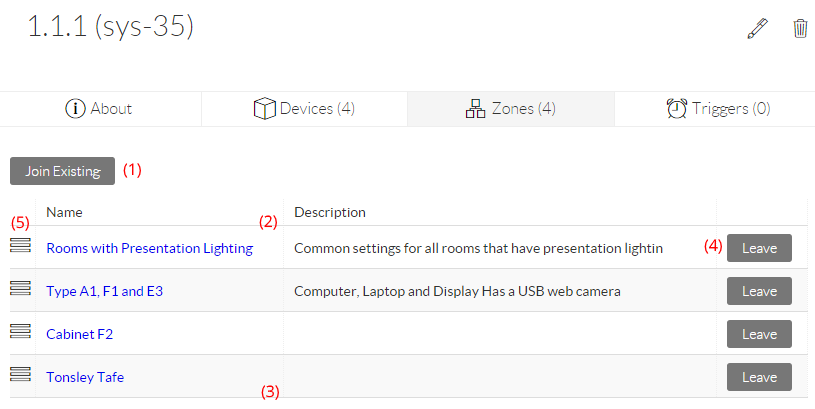 1.1.1 (sys-35)
About Devices (4) Zones (4) Triggers (0)
Join Existing (1)
(5) Name (2) Description
Rooms with Presentation Lighting Common settings for all rooms that have presentation lightin (4) Leave
Type A1, F1 and E3 Computer, Laptop and Display Has a USB web camera Leave
Cabinet F2 Leave
Tonsley Tafe Leave
(3)